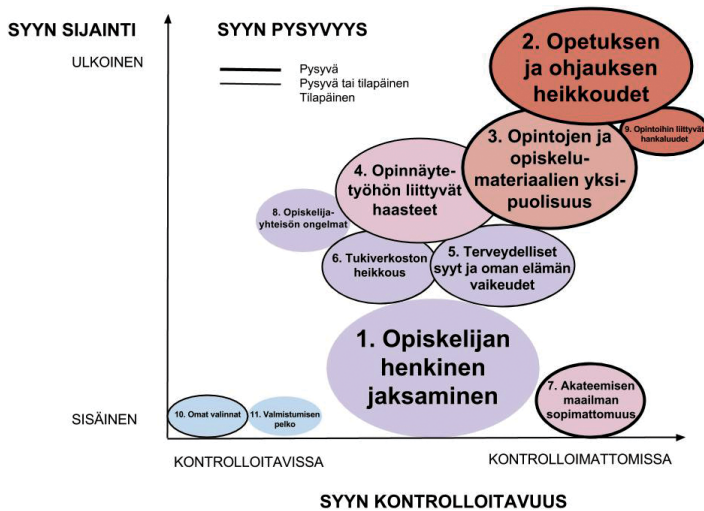 SYYN SIJAINTI
SYYN PYSYVYYS
ULKOINEN
Pysyvä
Pysyvä tai tilapäinen
Tilapäinen
2. Opetuksen
ja ohjauksen
heikkoudet
9. Opintoihin liittyvät
hankaluudet
3. Opintojen ja
opiskelu-
materiaalien yksi-
puolisuus
4. Opinnäyte-
työhön liittyvät
haasteet
8. Opiskelija-
yhteisön ongelmat
6. Tukiverkoston
heikkous
5. Terveydelliset
syyt ja oman elämän
vaikeudet
1. Opiskelijan
henkinen
jaksaminen
7. Akateemisen
maailman
sopimattomuus
10. Omat valinnat
11. Valmistumisen
pelko
SISÄINEN
KONTROLLOITAVISSA
KONTROLLOIMATTOMISSA
SYYN KONTROLLOITAVUUS